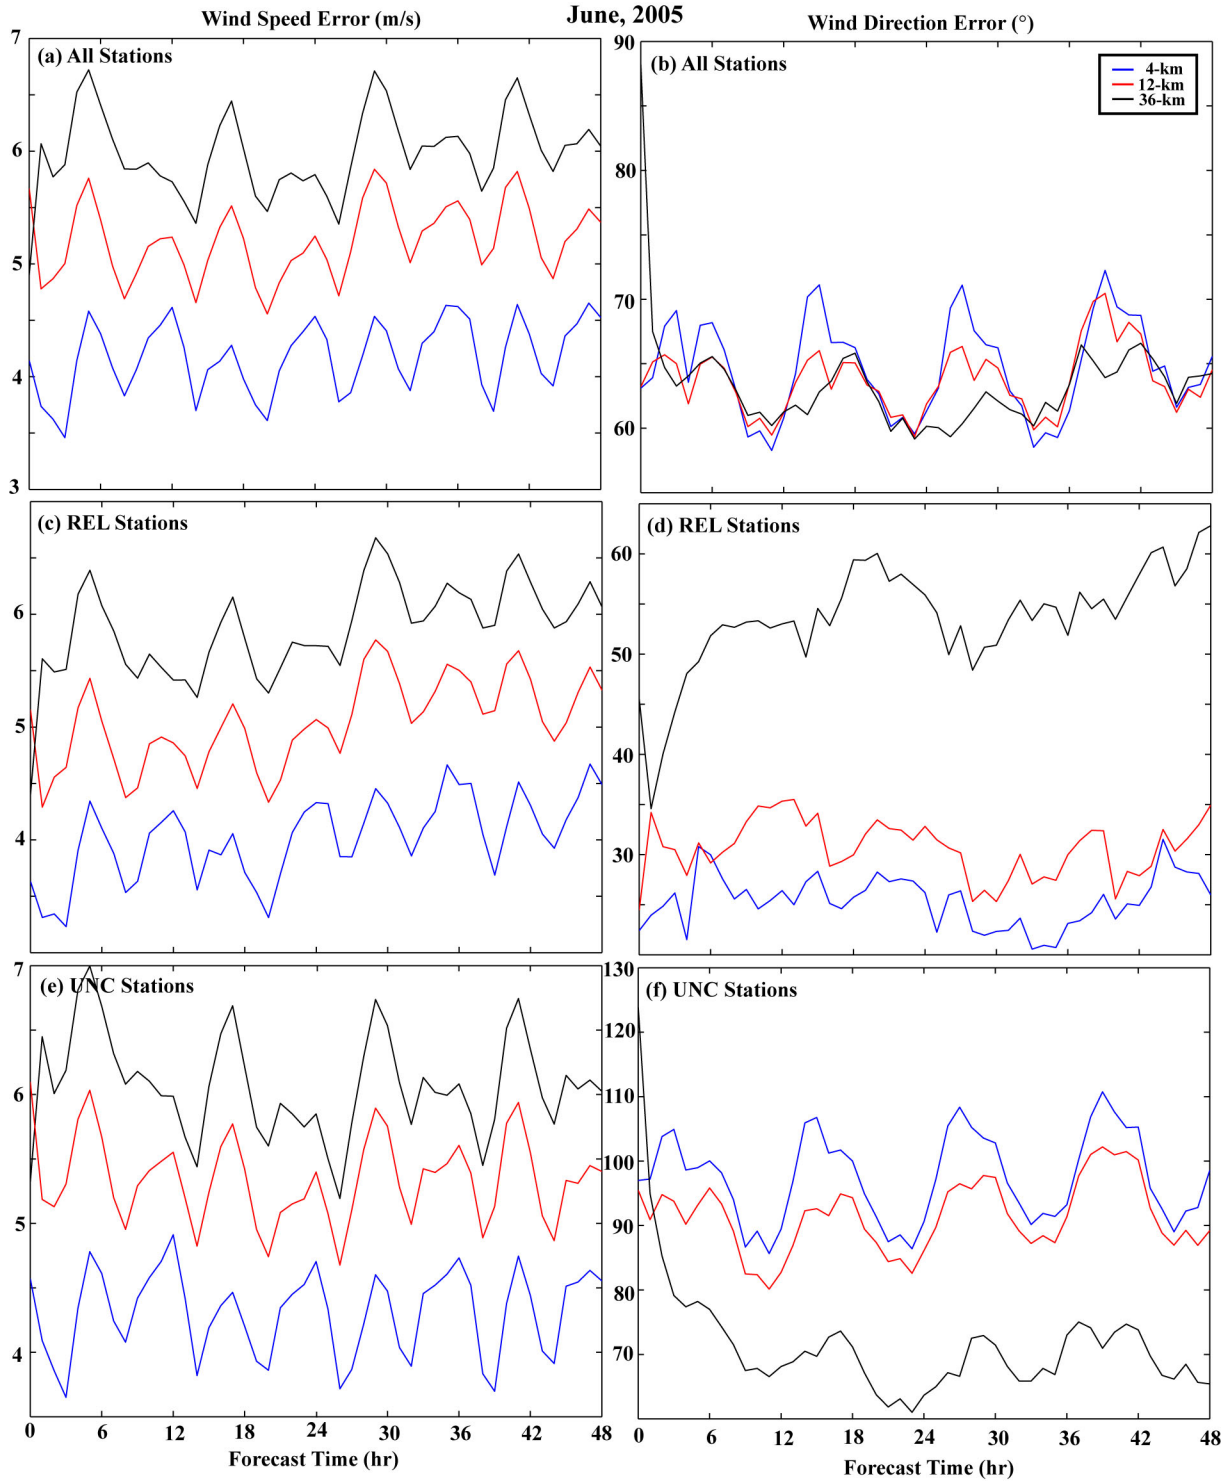 June, 2005
Wind Speed Error (m/s)
Wind Direction Error (°)
(a) All Stations
7
6
5
4
3
(b) All Stations
4-km
12-km
36-km
90
80
70
60
(c) REL Stations
6
5
4
(d) REL Stations
60
50
40
30
(e) UNC Stations
7
6
5
4
0 6 12 18 24 30 36 42 48
Forecast Time (hr)
(f) UNC Stations
130
120
110
100
90
80
70
0 6 12 18 24 30 36 42 48
Forecast Time (hr)